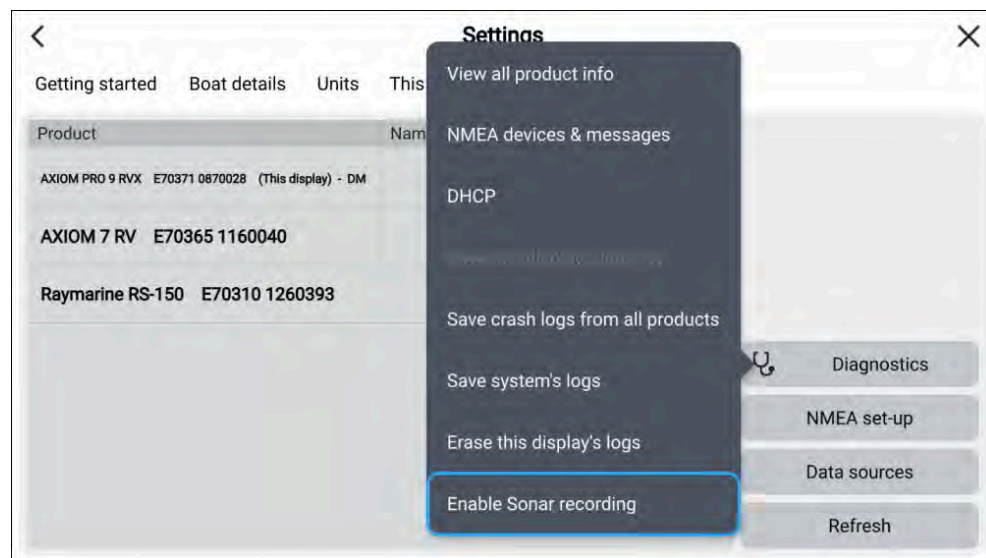 Settings
Getting started Boat details Units This
Product Nam
AXIOM PRO 9 RVX E70371 0870028 (This display) - DM
AXIOM 7 RV E70365 1160040
Raymarine RS-150 E70310 1260393
View all product info
NMEA devices & messages
DHCP
Save crash logs from all products
Save system's logs
Erase this display's logs
Enable Sonar recording
Diagnostics
NMEA set-up
Data sources
Refresh